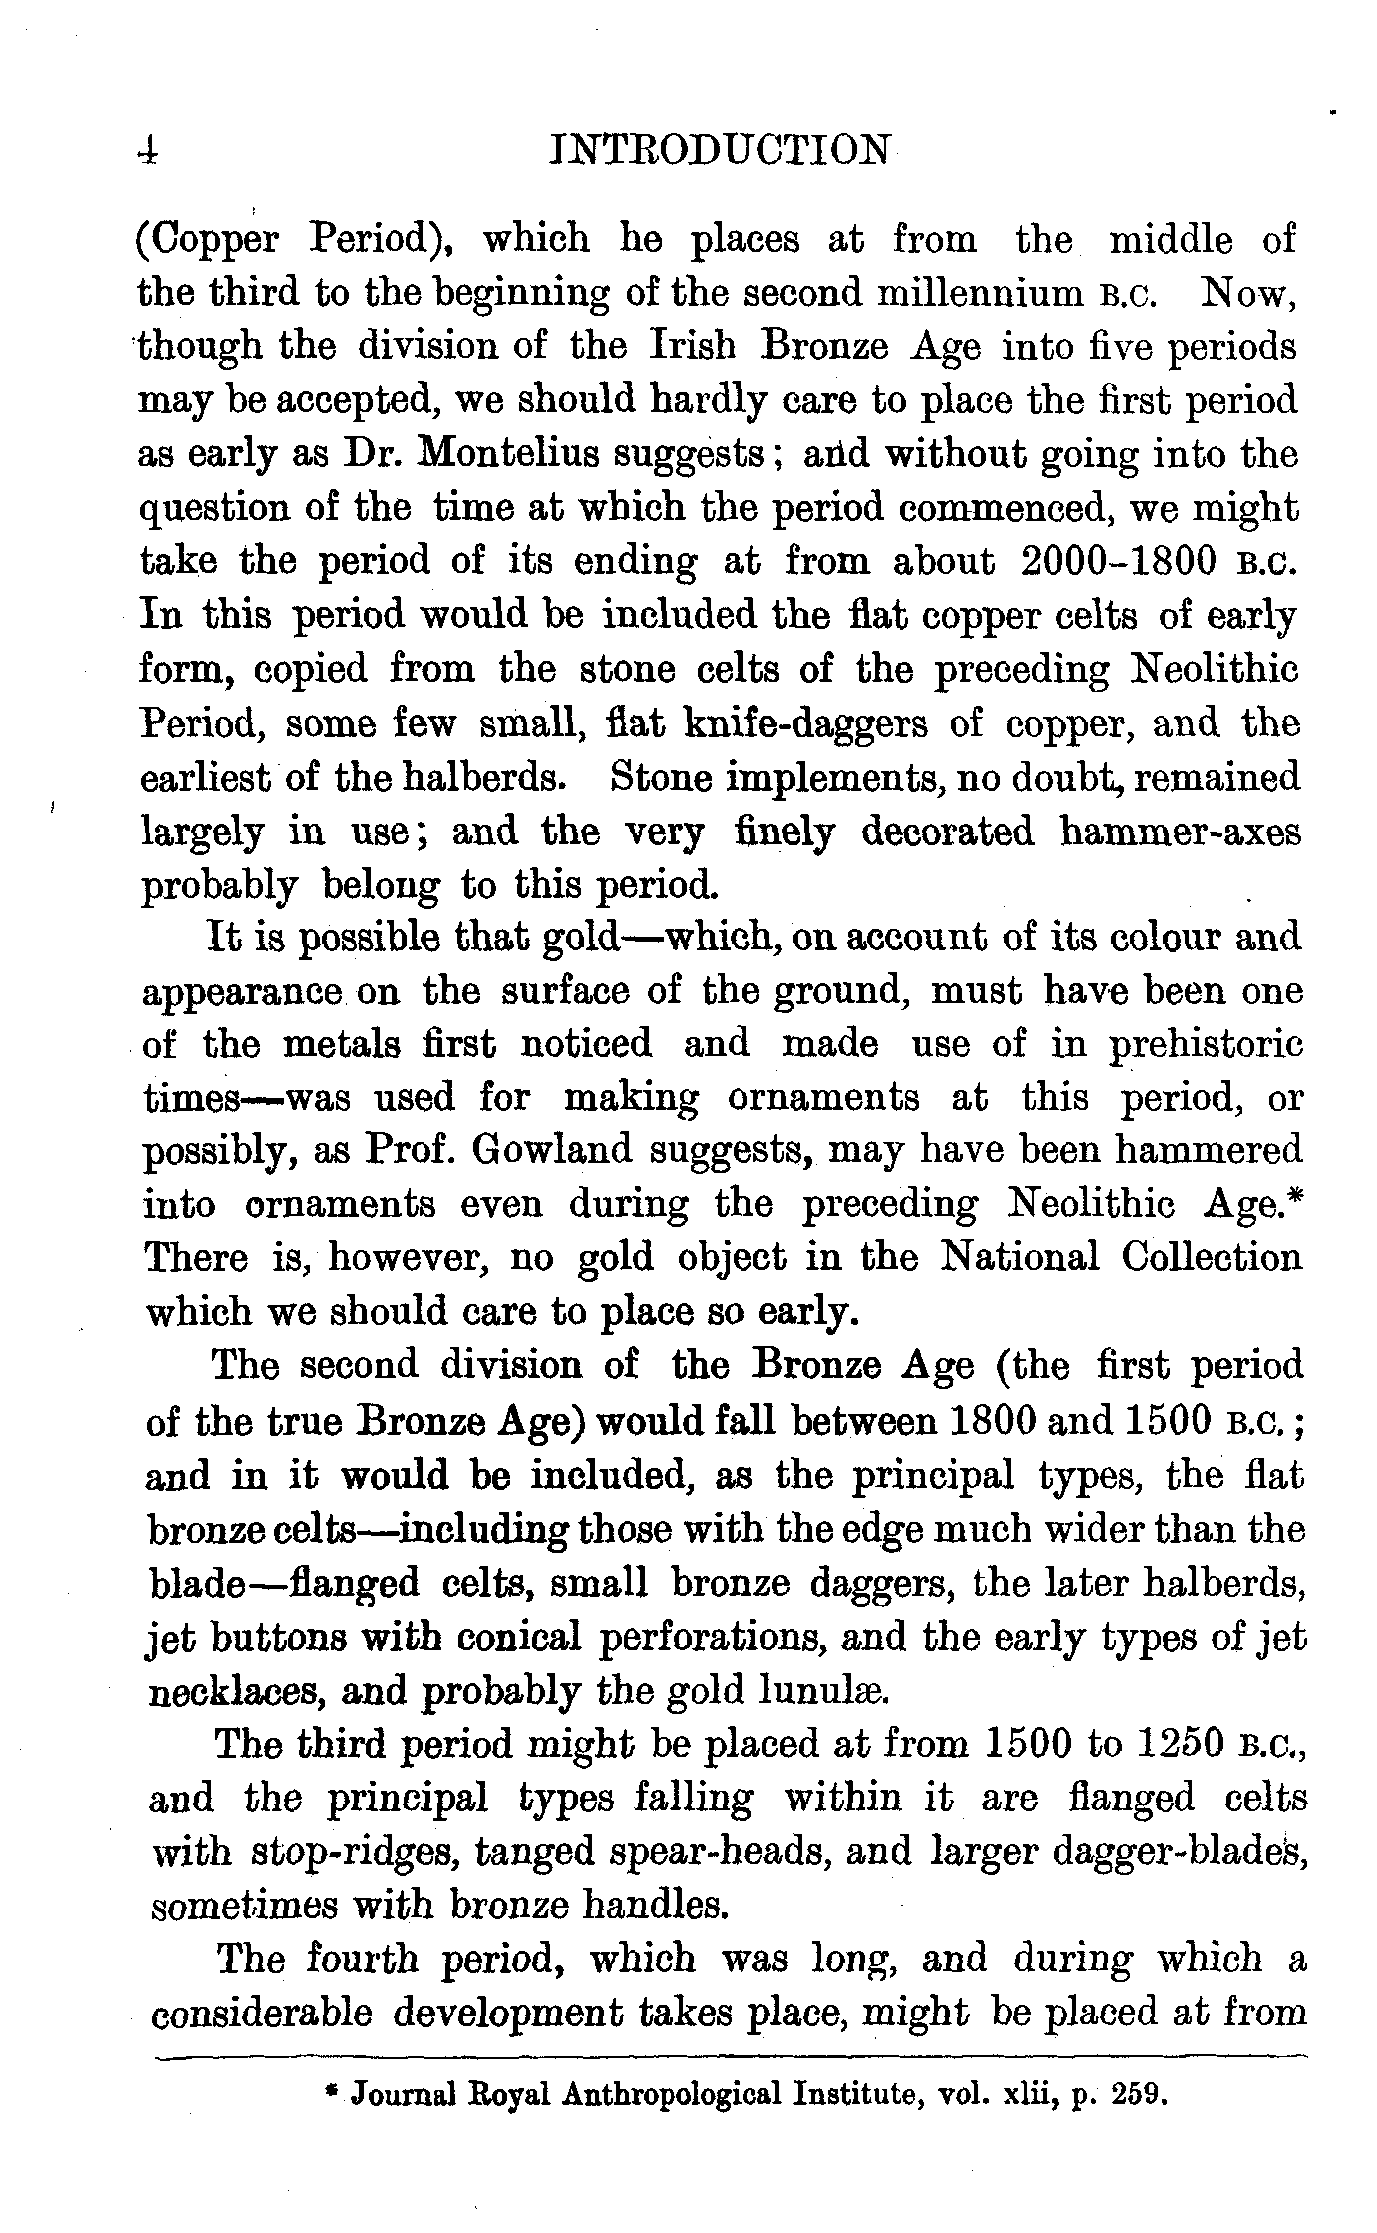 4 INTRODUCTION
(Copper Period), which he places at from the middle of
the third to the beginning of the second millennium B.C. Now,
though the division of the Irish Bronze Age into five periods
may be accepted, we should hardly care to place the first period
as early as Dr. Montelius suggests; and without going into the
question of the time at which the period commenced, we might
take the period of its ending at from about 2000–1800 B.C.
In this period would be included the flat copper celts of early
form, copied from the stone celts of the preceding Neolithic
Period, some few small, flat knife-daggers of copper, and the
earliest of the halberds. Stone implements, no doubt, remained
largely in use; and the very finely decorated hammer-axes
probably belong to this period.
It is possible that gold—which, on account of its colour and
appearance on the surface of the ground, must have been one
of the metals first noticed and made use of in prehistoric
times—was used for making ornaments at this period, or
possibly, as Prof. Gowland suggests, may have been hammered
into ornaments even during the preceding Neolithic Age.*
There is, however, no gold object in the National Collection
which we should care to place so early.
The second division of the Bronze Age (the first period
of the true Bronze Age) would fall between 1800 and 1500 B.C.;
and in it would be included, as the principal types, the flat
bronze celts—including those with the edge much wider than the
blade—flanged celts, small bronze daggers, the later halberds,
jet buttons with conical perforations, and the early types of jet
necklaces, and probably the gold lunulæ.
The third period might be placed at from 1500 to 1250 B.C.,
and the principal types falling within it are flanged celts
with stop-ridges, tanged spear-heads, and larger dagger-blades,
sometimes with bronze handles.
The fourth period, which was long, and during which a
considerable development takes place, might be placed at from
* Journal Royal Anthropological Institute, vol. xlii, p. 259.